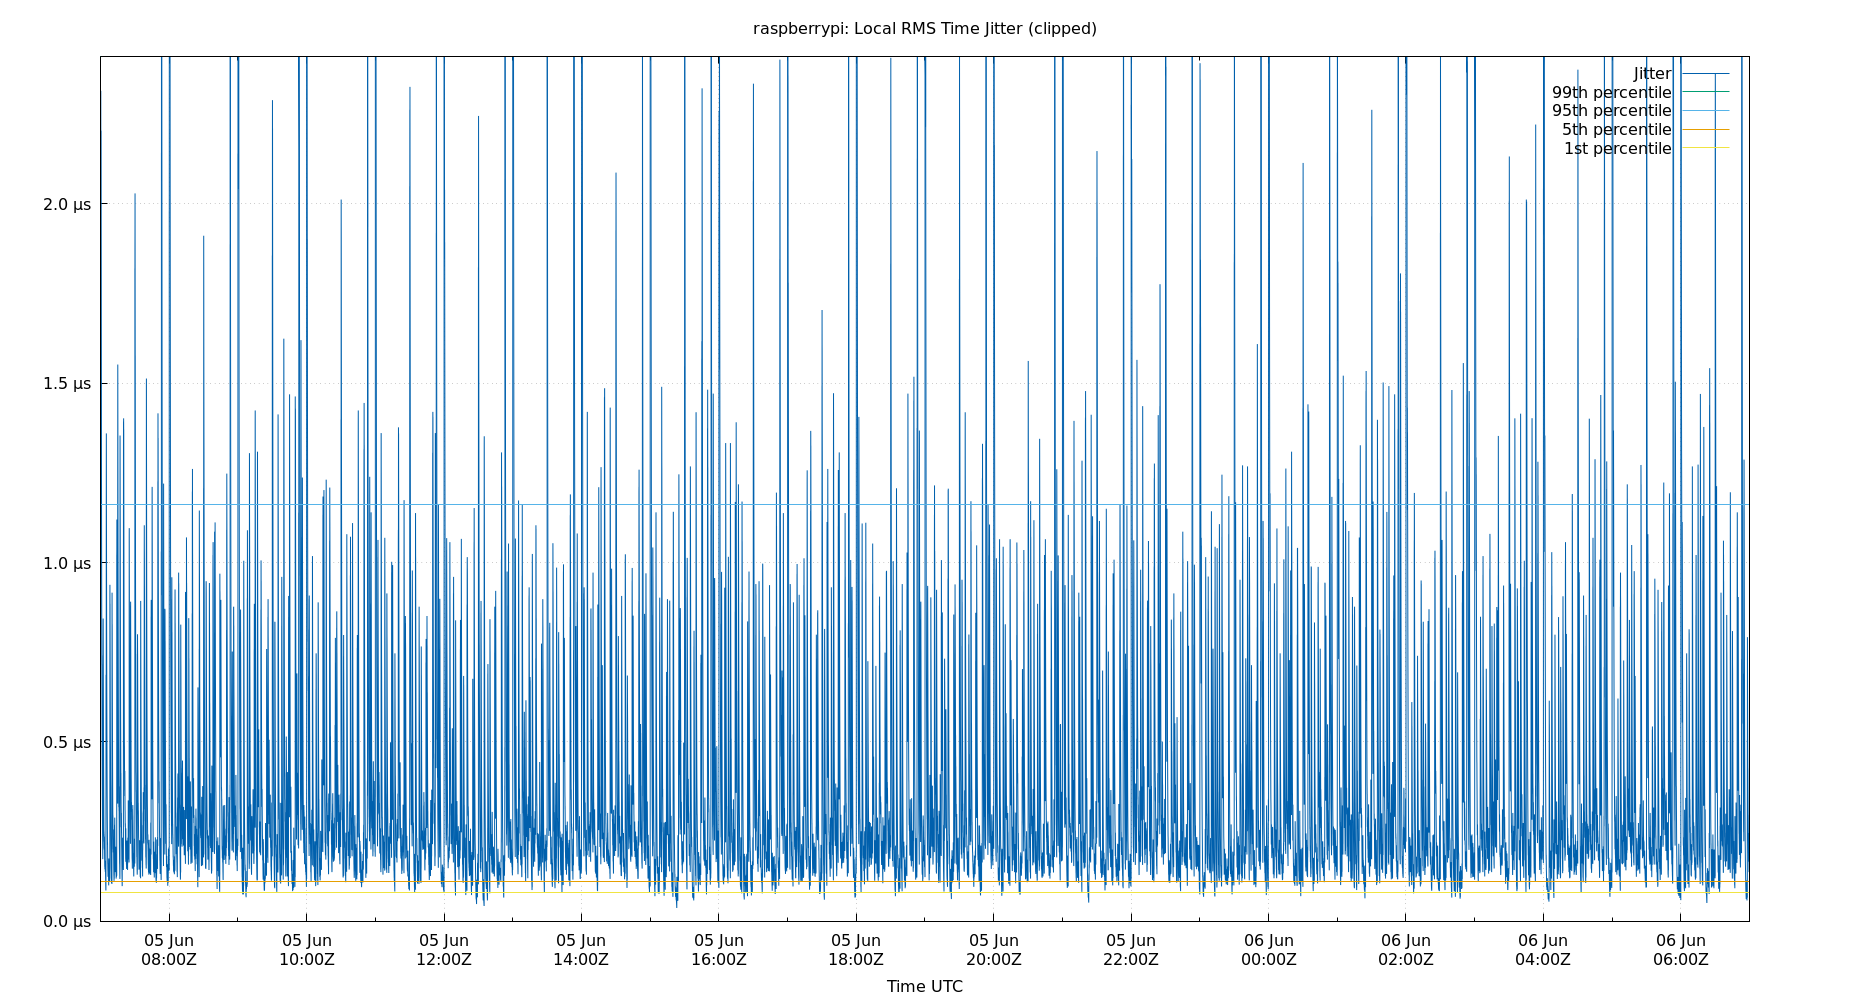 raspberrypi: Local RMS Time Jitter (clipped)
Jitter
99th percentile
95th percentile
5th percentile
1st percentile
2.0 µs
1.5 µs
1.0 µs
0.5 µs
0.0 µs
05 Jun 05 Jun 05 Jun 05 Jun 05 Jun 05 Jun 05 Jun 05 Jun 06 Jun 06 Jun 06 Jun 06 Jun
08:00Z 10:00Z 12:00Z 14:00Z 16:00Z 18:00Z 20:00Z 22:00Z 00:00Z 02:00Z 04:00Z 06:00Z
Time UTC